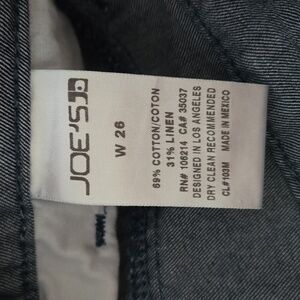 JOE'S
W 26
69% COTTON/COTON
31% LINEN
RN# 106214 CA# 35037
DESIGNED IN LOS ANGELES
DRY CLEAN RECOMMENDED
CL#103M MADE IN MEXICO